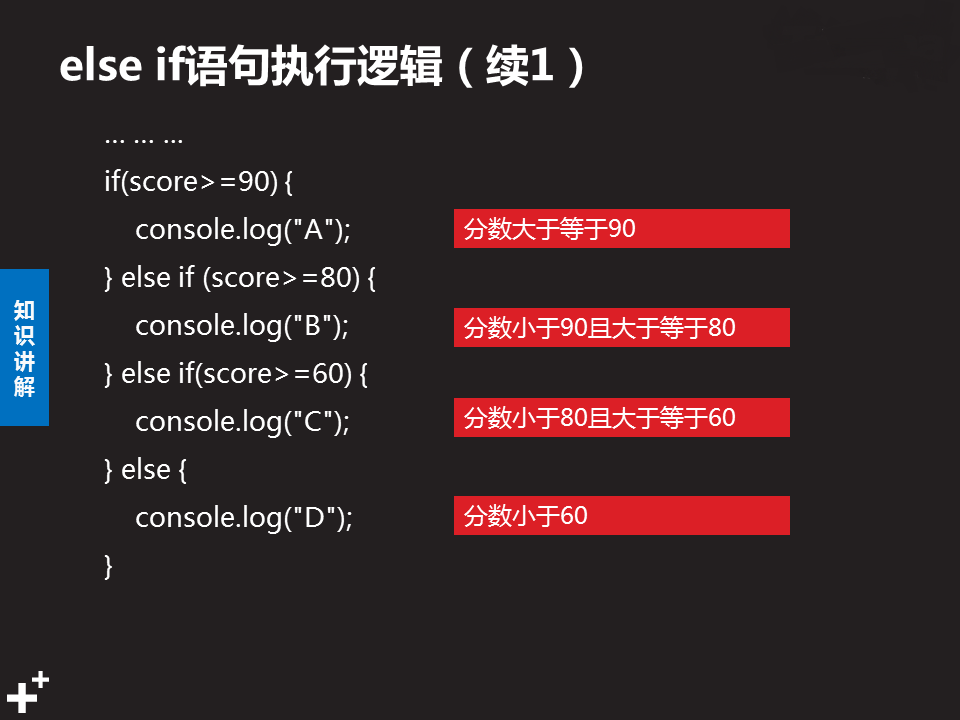 else if语句执行逻辑（续1）
... ... ...
if(score>=90) {
console.log("A");
分数大于等于90
} else if (score>=80) {
console.log("B");
分数小于90且大于等于80
} else if(score>=60) {
console.log("C");
分数小于80且大于等于60
} else {
console.log("D");
分数小于60
}
知识讲解